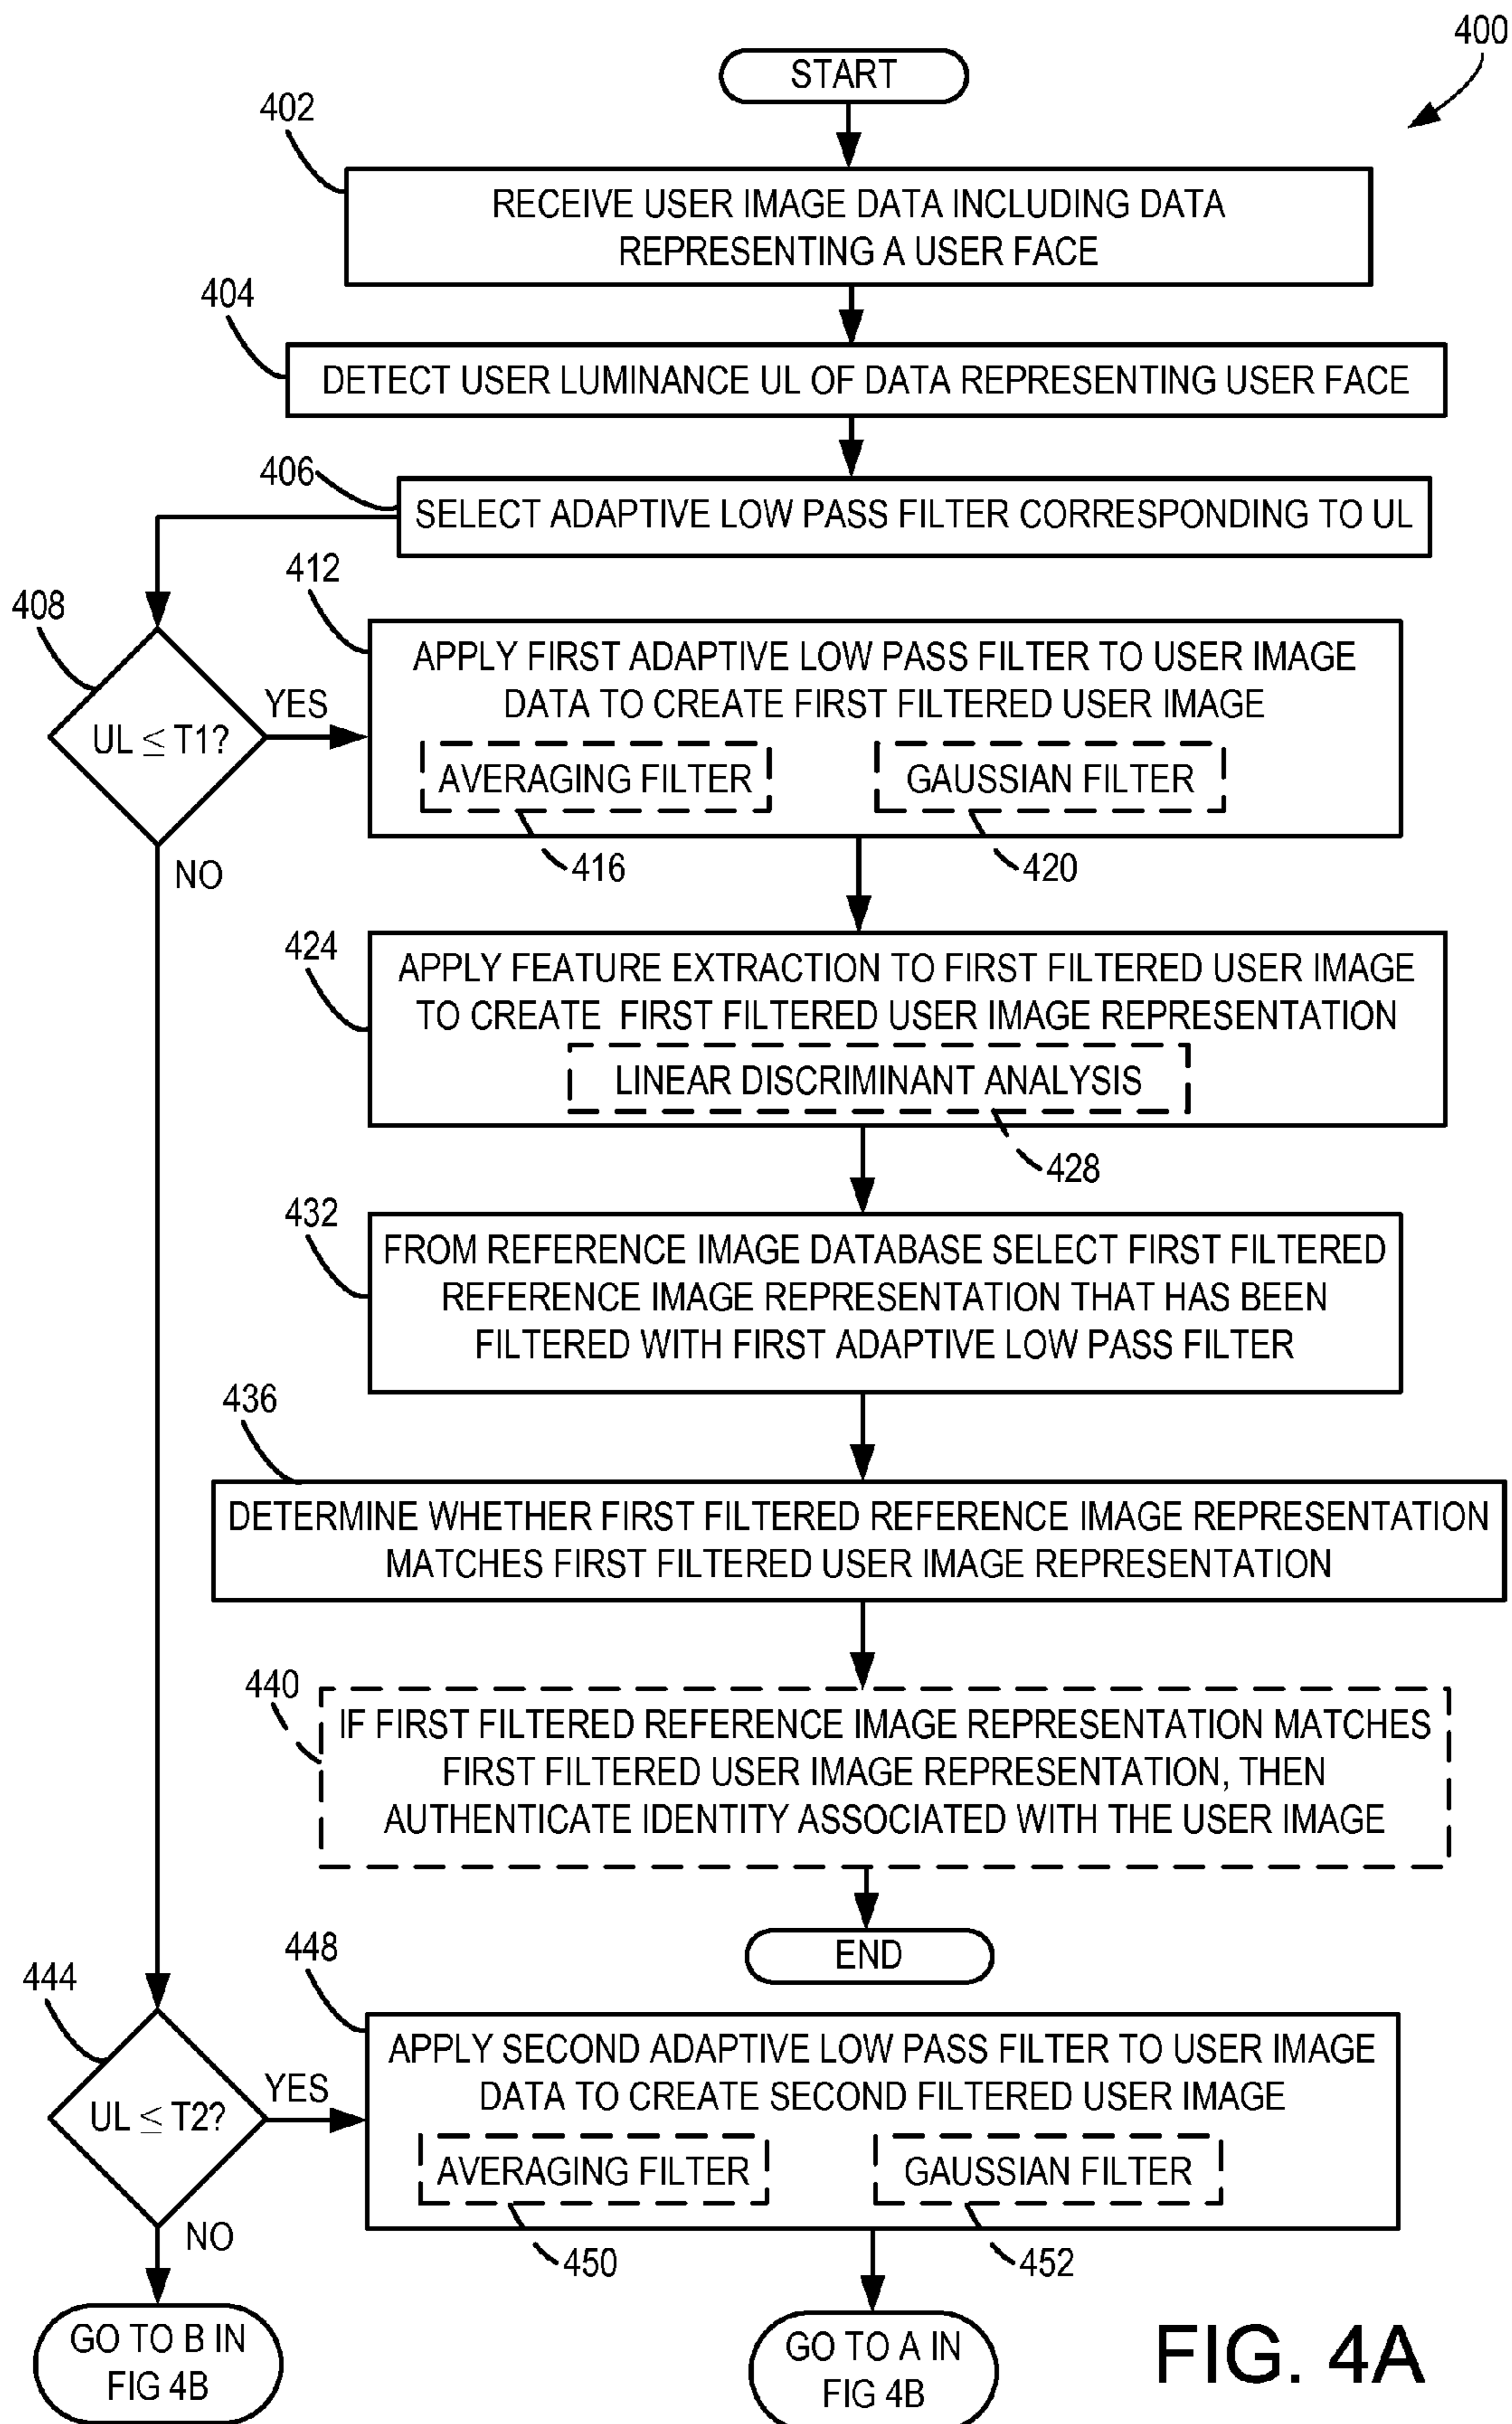 400
START
402
RECEIVE USER IMAGE DATA INCLUDING DATA
REPRESENTING A USER FACE
404
DETECT USER LUMINANCE UL OF DATA REPRESENTING USER FACE
406
SELECT ADAPTIVE LOW PASS FILTER CORRESPONDING TO UL
408
UL ≤ T1?
YES
NO
412
APPLY FIRST ADAPTIVE LOW PASS FILTER TO USER IMAGE
DATA TO CREATE FIRST FILTERED USER IMAGE
AVERAGING FILTER
GAUSSIAN FILTER
416
420
424
APPLY FEATURE EXTRACTION TO FIRST FILTERED USER IMAGE
TO CREATE FIRST FILTERED USER IMAGE REPRESENTATION
LINEAR DISCRIMINANT ANALYSIS
428
432
FROM REFERENCE IMAGE DATABASE SELECT FIRST FILTERED
REFERENCE IMAGE REPRESENTATION THAT HAS BEEN
FILTERED WITH FIRST ADAPTIVE LOW PASS FILTER
436
DETERMINE WHETHER FIRST FILTERED REFERENCE IMAGE REPRESENTATION
MATCHES FIRST FILTERED USER IMAGE REPRESENTATION
440
IF FIRST FILTERED REFERENCE IMAGE REPRESENTATION MATCHES
FIRST FILTERED USER IMAGE REPRESENTATION, THEN
AUTHENTICATE IDENTITY ASSOCIATED WITH THE USER IMAGE
END
444
UL ≤ T2?
YES
NO
448
APPLY SECOND ADAPTIVE LOW PASS FILTER TO USER IMAGE
DATA TO CREATE SECOND FILTERED USER IMAGE
AVERAGING FILTER
GAUSSIAN FILTER
450
452
GO TO B IN
FIG 4B
GO TO A IN
FIG 4B
FIG. 4A